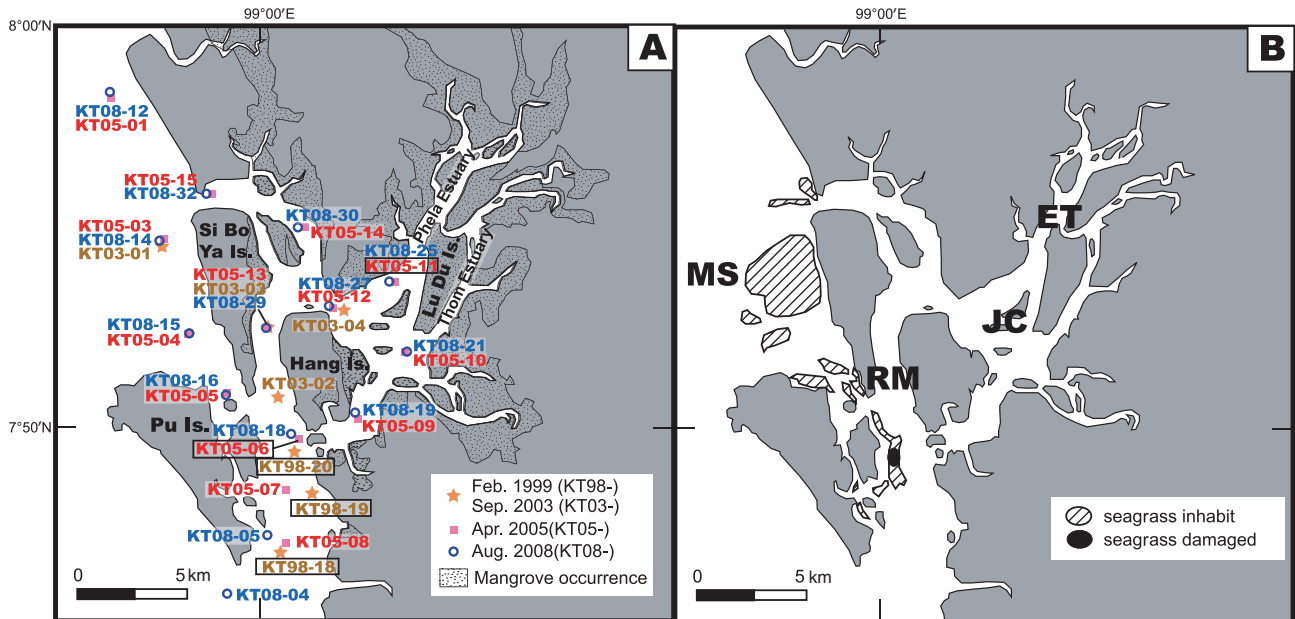 99°00'E
99°00'E
8°00'N
A
B
KT08-12
KT05-01
KT05-15
KT08-32
KT05-03
KT08-14
KT03-01
Si Bo
Ya Is.
KT08-30
KT05-14
Phela Estuary
KT08-25
KT05-11
Lu Du Is.
Thom Estuary
KT05-13
KT03-03
KT08-29
KT08-27
KT05-12
KT03-04
KT08-15
KT05-04
KT08-21
KT05-10
Hang Is.
KT08-16
KT05-05
KT03-02
Pu Is.
KT08-18
KT08-19
KT05-09
7°50'N
KT05-06
KT98-20
KT05-07
KT98-19
KT08-05
KT05-08
KT98-18
KT08-04
Feb. 1999 (KT98-)
Sep. 2003 (KT03-)
Apr. 2005(KT05-)
Aug. 2008(KT08-)
Mangrove occurrence
0 5 km
ET
MS
JC
RM
seagrass inhabit
seagrass damaged
0 5 km